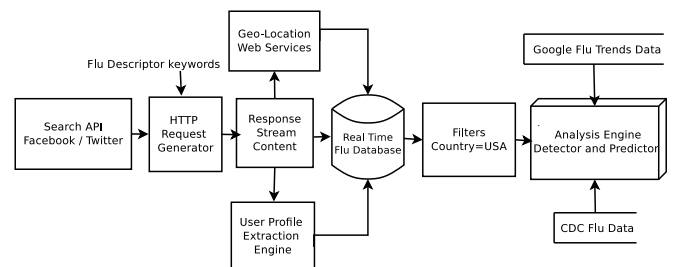 Geo-Location
Web Services
Google Flu Trends Data
Flu Descriptor keywords
Search API
Facebook / Twitter
HTTP
Request
Generator
Response
Stream
Content
Real Time
Flu Database
Filters
Country=USA
Analysis Engine
Detector and Predictor
User Profile
Extraction
Engine
CDC Flu Data